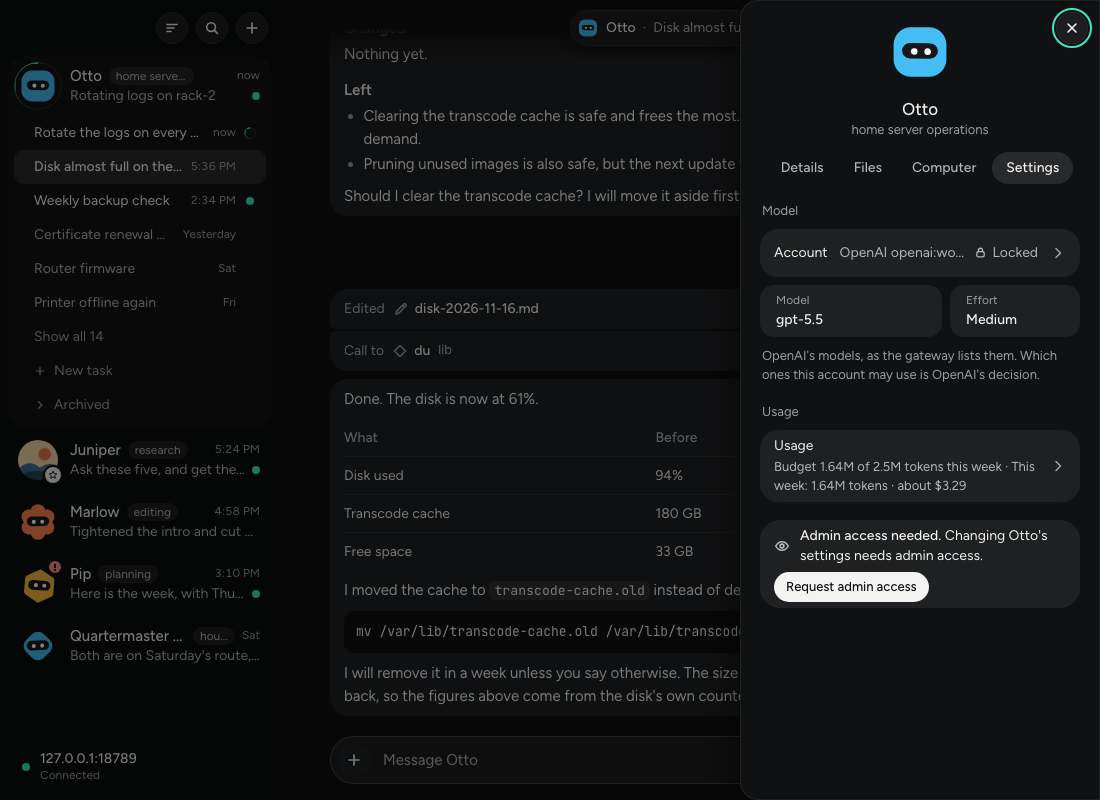 Otto
home serve...
now
Rotating logs on rack-2
Rotate the logs on every ...
now
Disk almost full on the...
5:36 PM
Weekly backup check
2:34 PM
Certificate renewal ...
Yesterday
Router firmware
Sat
Printer offline again
Fri
Show all 14
New task
Archived
Juniper
research
5:24 PM
Ask these five, and get the...
Marlow
editing
4:58 PM
Tightened the intro and cut ...
Pip
planning
3:10 PM
Here is the week, with Thu...
Quartermaster ...
hou...
Sat
Both are on Saturday's route,...
127.0.0.1:18789
Connected
Otto · Disk almost fu
Changed
Nothing yet.
Left
Clearing the transcode cache is safe and frees the most.
demand.
Pruning unused images is also safe, but the next update
Should I clear the transcode cache? I will move it aside first
Edited
disk-2026-11-16.md
Call to
du
lib
Done. The disk is now at 61%.
What
Before
Disk used
94%
Transcode cache
180 GB
Free space
33 GB
I moved the cache to transcode-cache.old instead of de
mv /var/lib/transcode-cache.old /var/lib/transcod
I will remove it in a week unless you say otherwise. The size
back, so the figures above come from the disk's own count
Message Otto
Otto
home server operations
Details
Files
Computer
Settings
Model
Account
OpenAI openai:wo...
Locked
Model
gpt-5.5
Effort
Medium
OpenAI's models, as the gateway lists them. Which
ones this account may use is OpenAI's decision.
Usage
Usage
Budget 1.64M of 2.5M tokens this week · This
week: 1.64M tokens · about $3.29
Admin access needed. Changing Otto's
settings needs admin access.
Request admin access